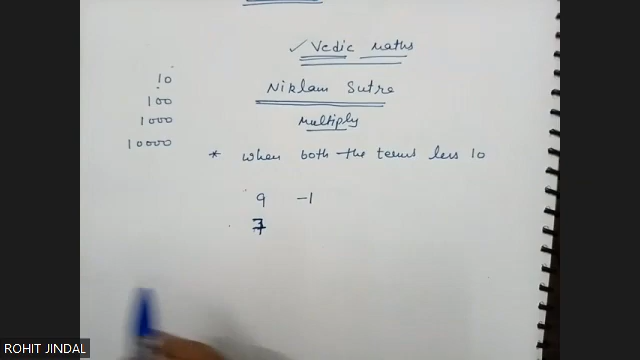 ✓ Vedic Maths
Niklam Sutra
Multiply
10
100
1000
10000
* when both the terms less 10
9 -1
7
ROHIT JINDAL